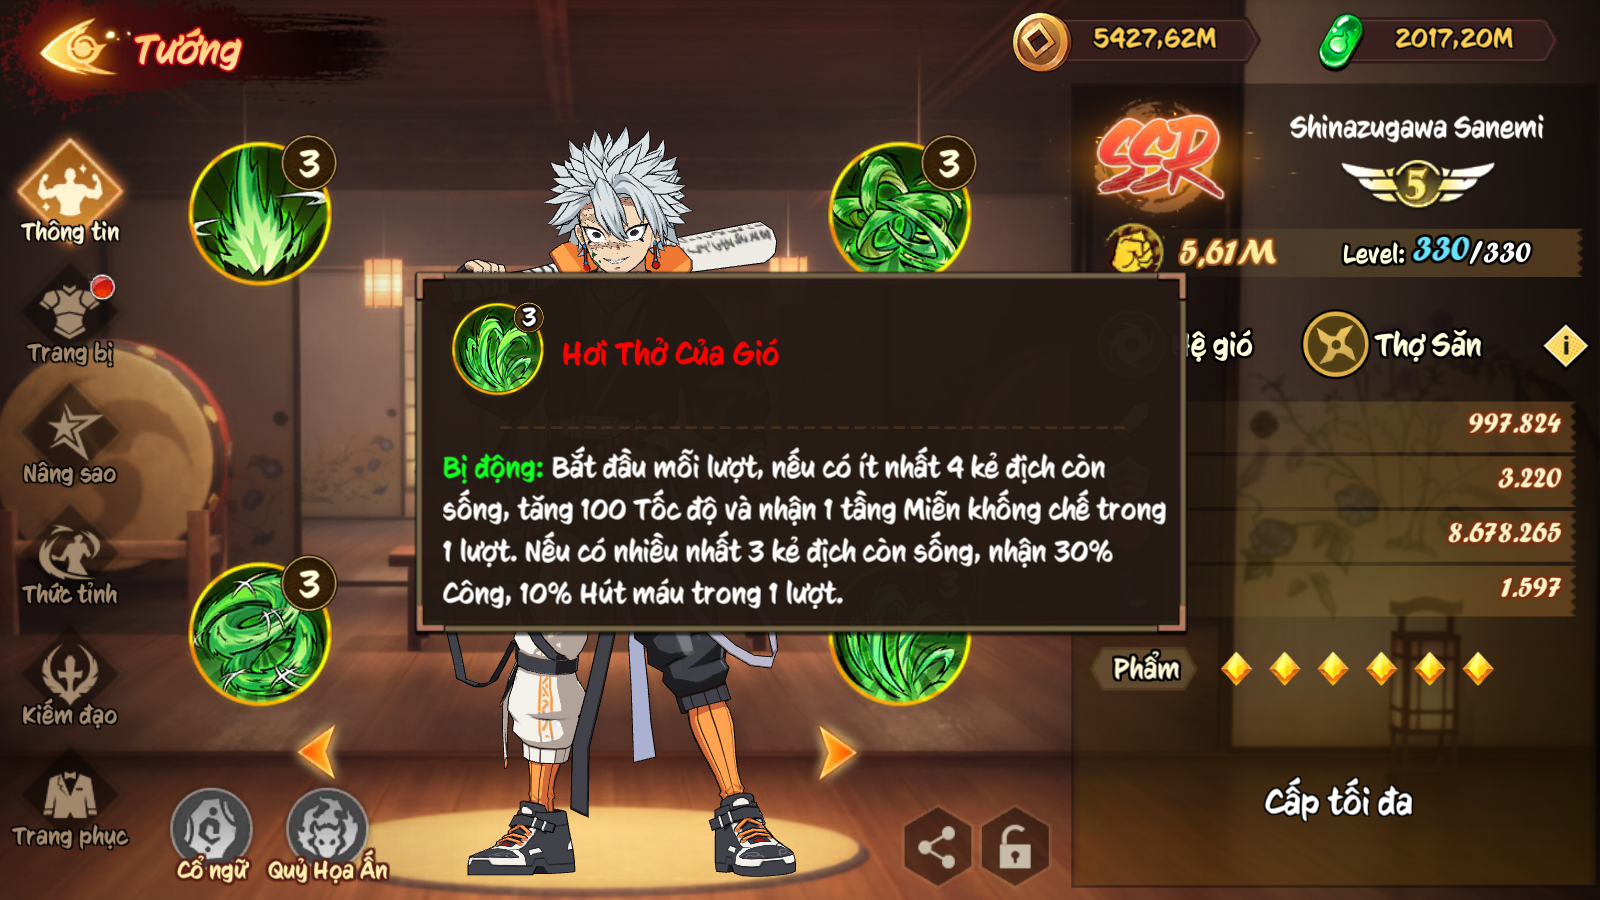 Tướng
5427,62M
2017,20M
Thông tin
Trang bị
Nâng sao
Thức tỉnh
Kiếm đạo
Trang phục
3
3
3
3
Hơi Thở Của Gió
Bị động: Bắt đầu mỗi lượt, nếu có ít nhất 4 kẻ địch còn
sống, tăng 100 Tốc độ và nhận 1 tầng Miễn khống chế trong
1 lượt. Nếu có nhiều nhất 3 kẻ địch còn sống, nhận 30%
Công, 10% Hút máu trong 1 lượt.
Cổ ngữ
Quỷ Họa Ấn
SSR
Shinazugawa Sanemi
5
5,61M
Level: 330/330
ệ gió
Thợ Săn
i
997.824
3.220
8.678.265
1.597
Phẩm
Cấp tối đa